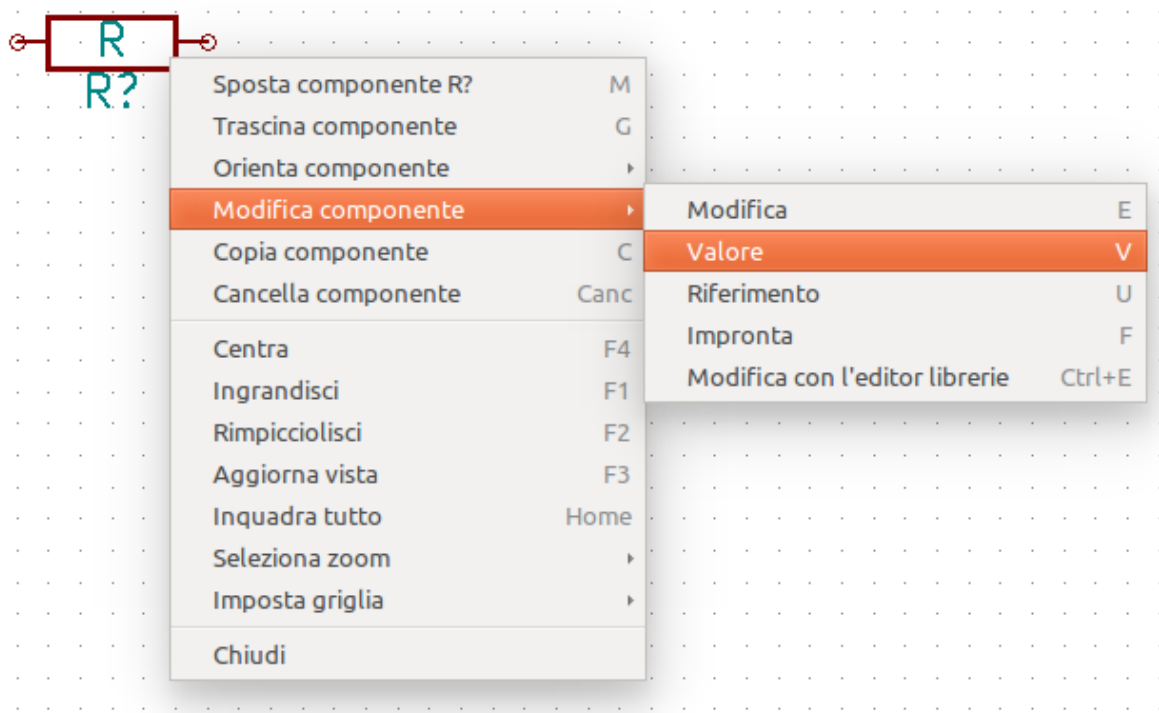 R
R?
Sposta componente R? M
Trascina componente G
Orienta componente
Modifica componente
Copia componente C
Cancella componente Canc
Centra F4
Ingrandisci F1
Rimpicciolisci F2
Aggiorna vista F3
Inquadra tutto Home
Seleziona zoom
Imposta griglia
Chiudi
Modifica E
Valore V
Riferimento U
Impronta F
Modifica con l'editor librerie Ctrl+E